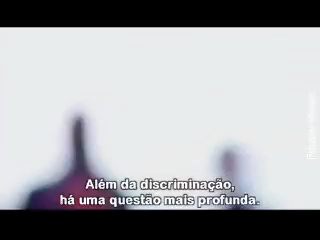 Além da discriminação,
há uma questão mais profunda.